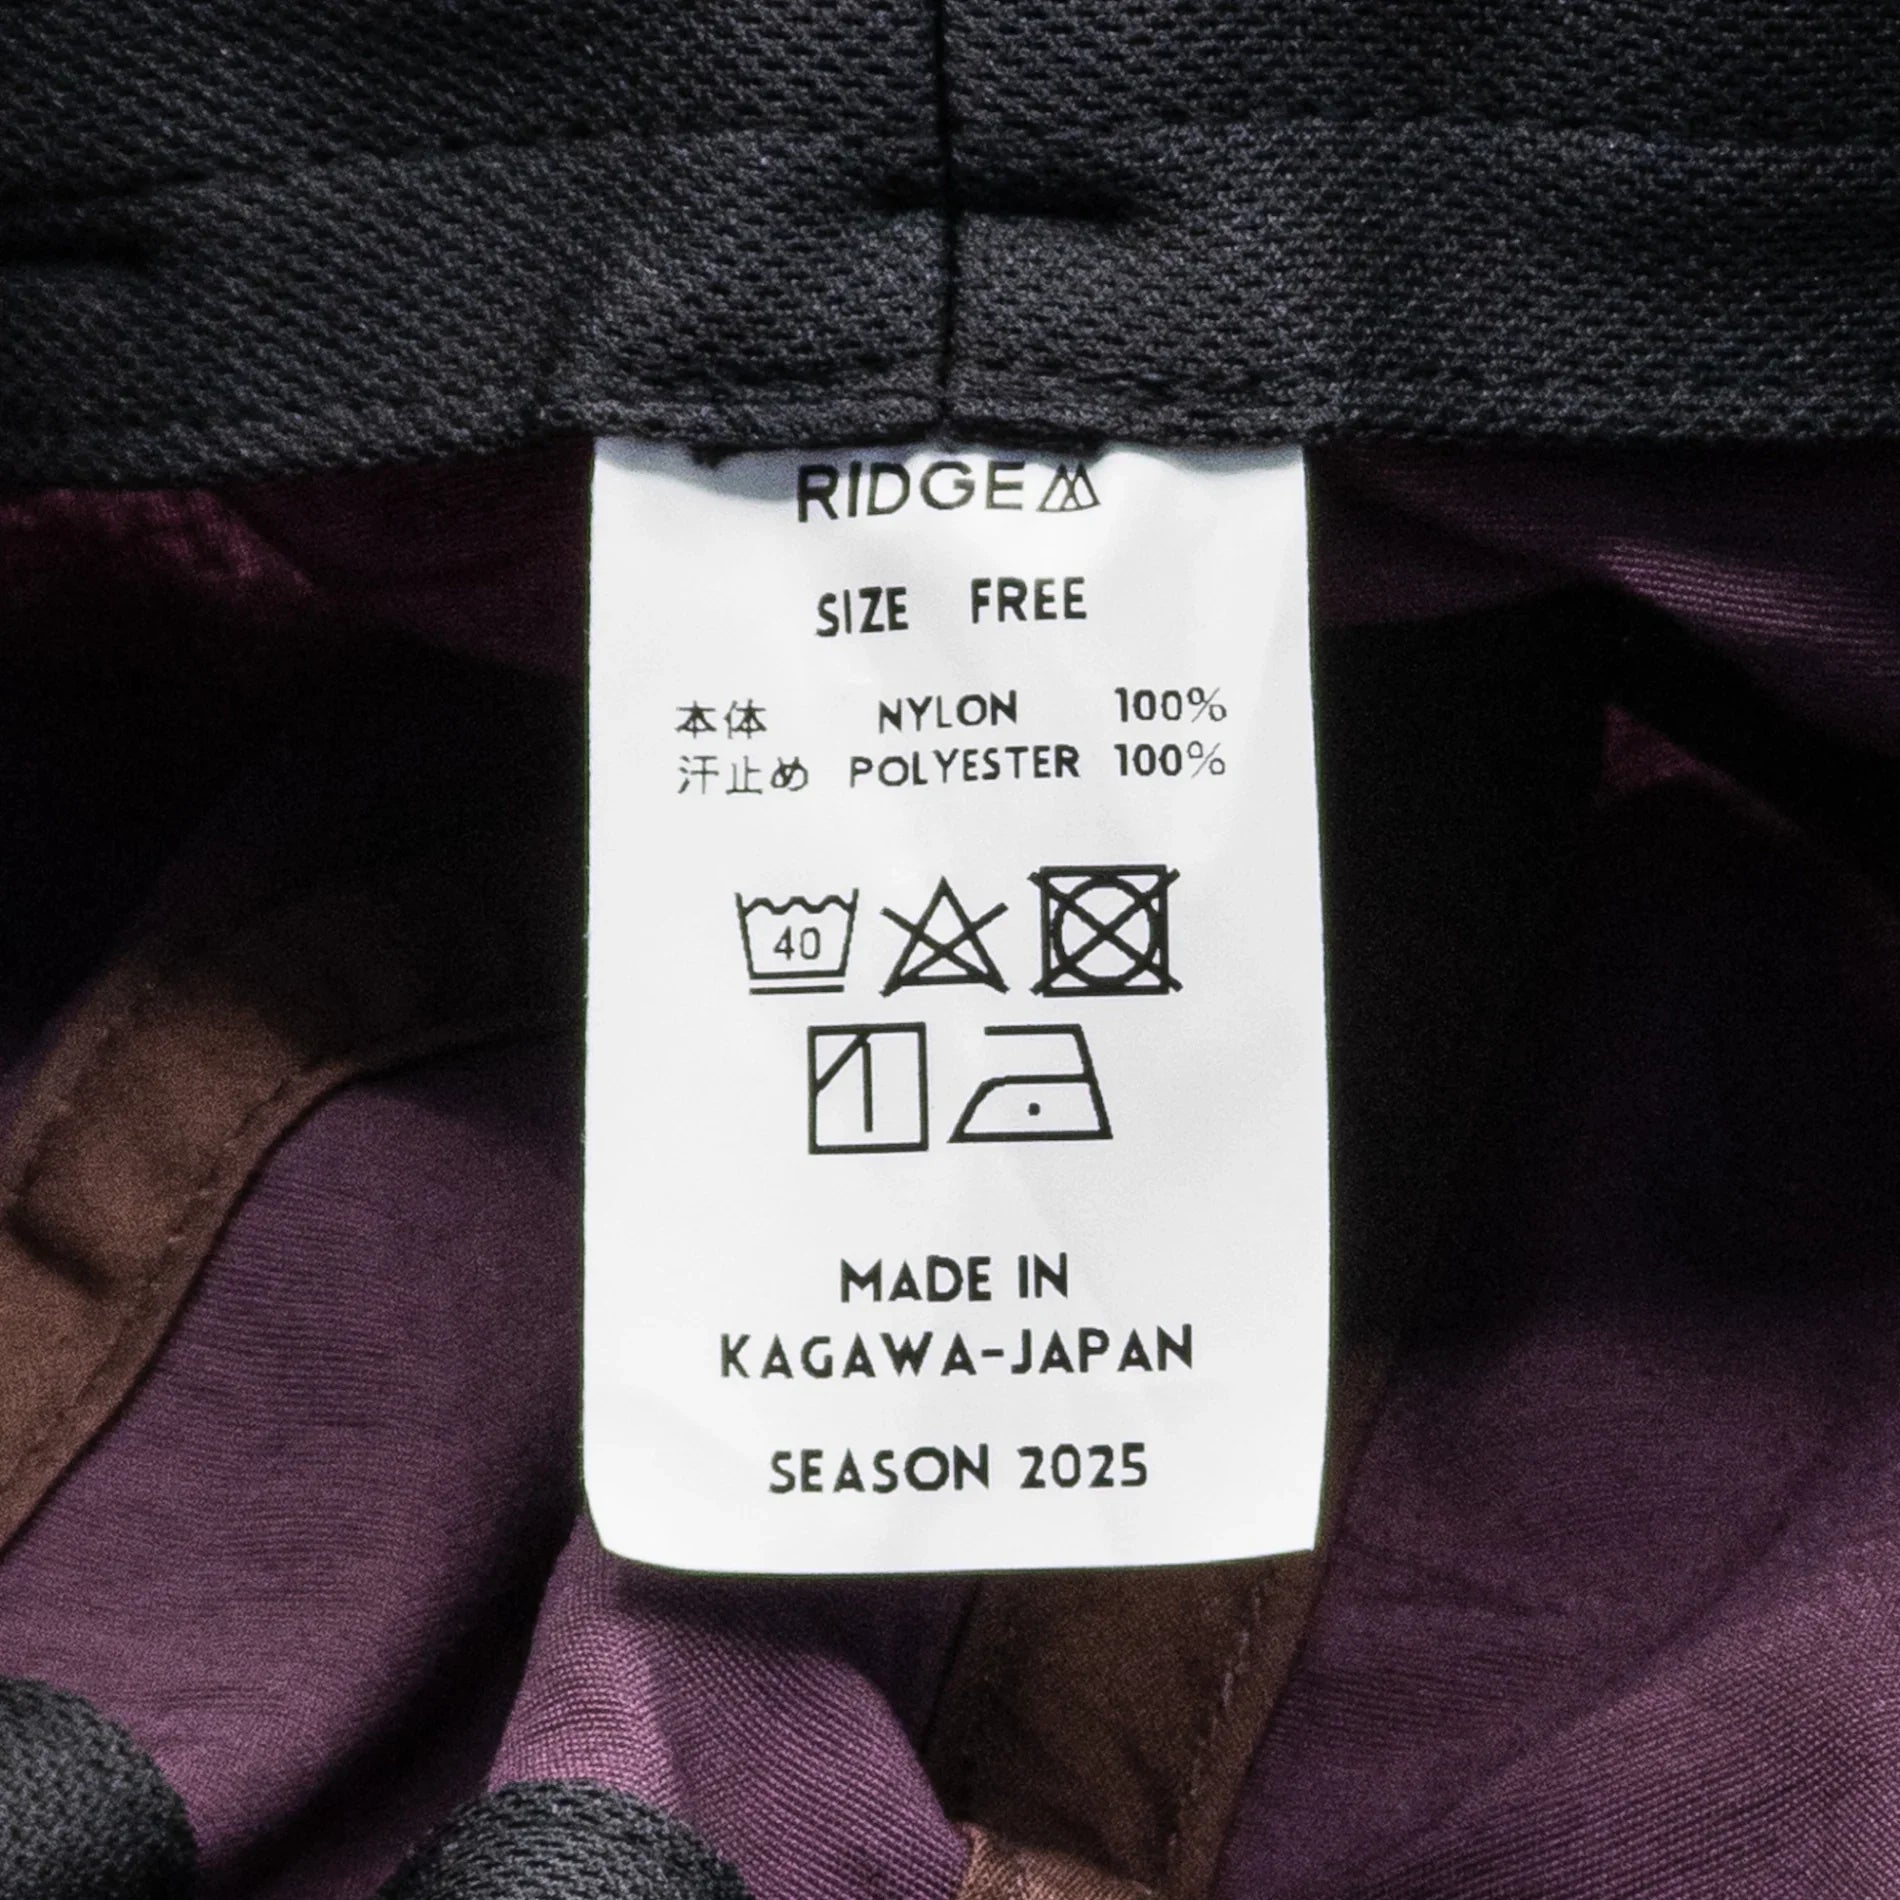 RIDGE
SIZE FREE
本体 NYLON 100%
汗止め POLYESTER 100%
40
MADE IN
KAGAWA-JAPAN
SEASON 2025